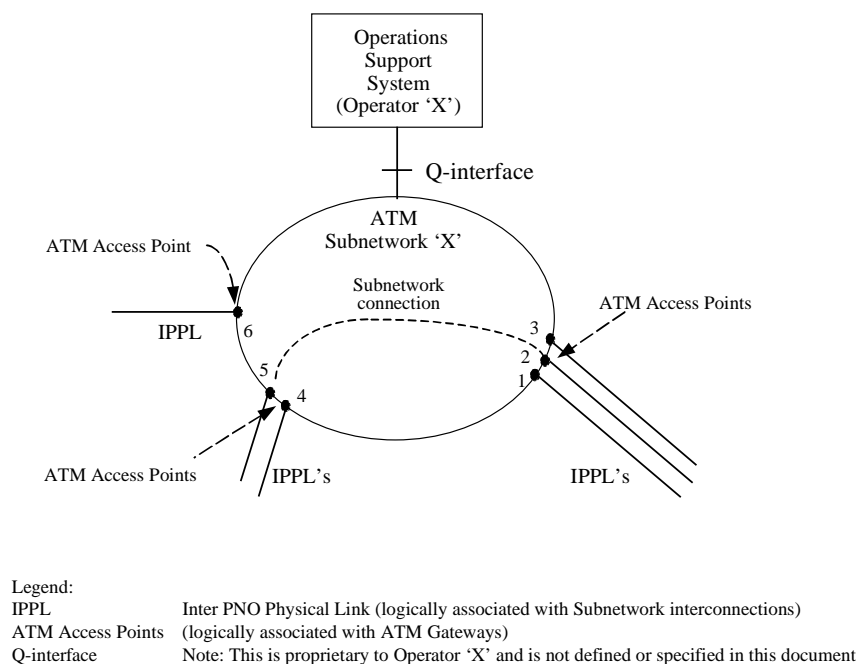 Operations
Support
System
(Operator ‘X’)
Q-interface
ATM
Subnetwork ‘X’
ATM Access Point
Subnetwork
connection
ATM Access Points
IPPL
6
3
2
1
5
4
ATM Access Points
IPPL's
IPPL's
Legend:
IPPL Inter PNO Physical Link (logically associated with Subnetwork interconnections)
ATM Access Points (logically associated with ATM Gateways)
Q-interface Note: This is proprietary to Operator ‘X’ and is not defined or specified in this document